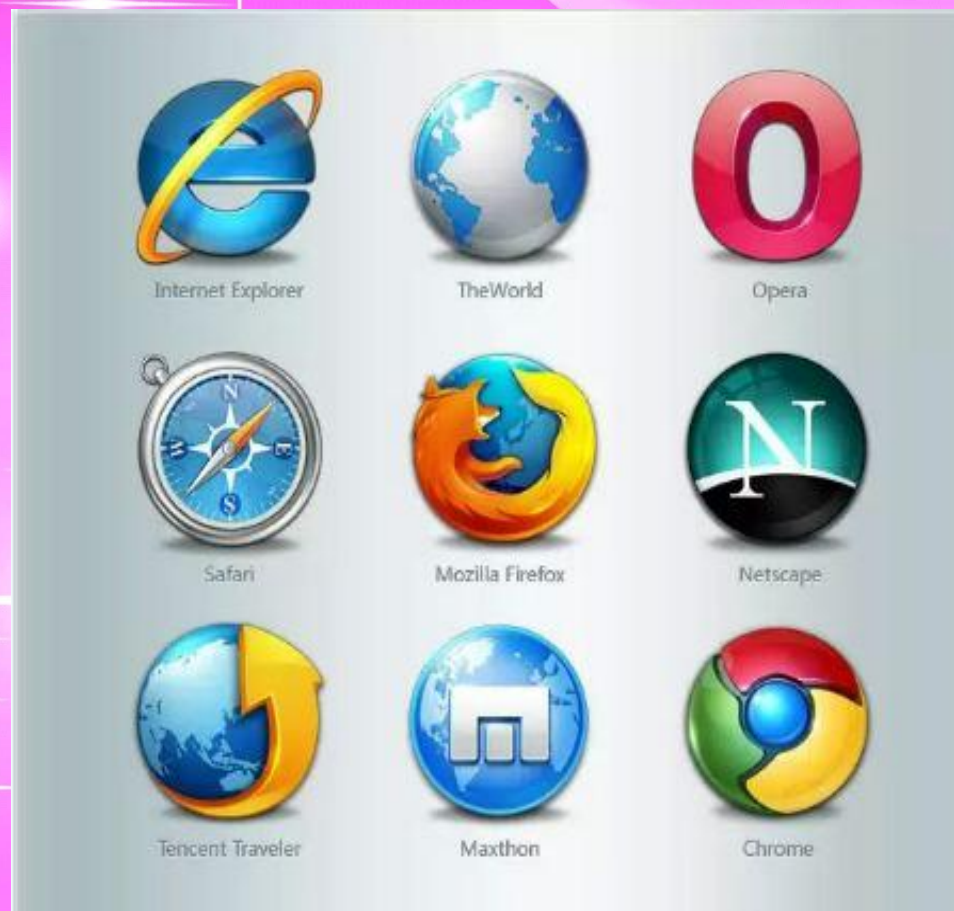 Internet Explorer
TheWorld
Opera
N
W
E
S
Safari
Mozilla Firefox
N
Netscape
Tencent Traveler
Maxthon
Chrome